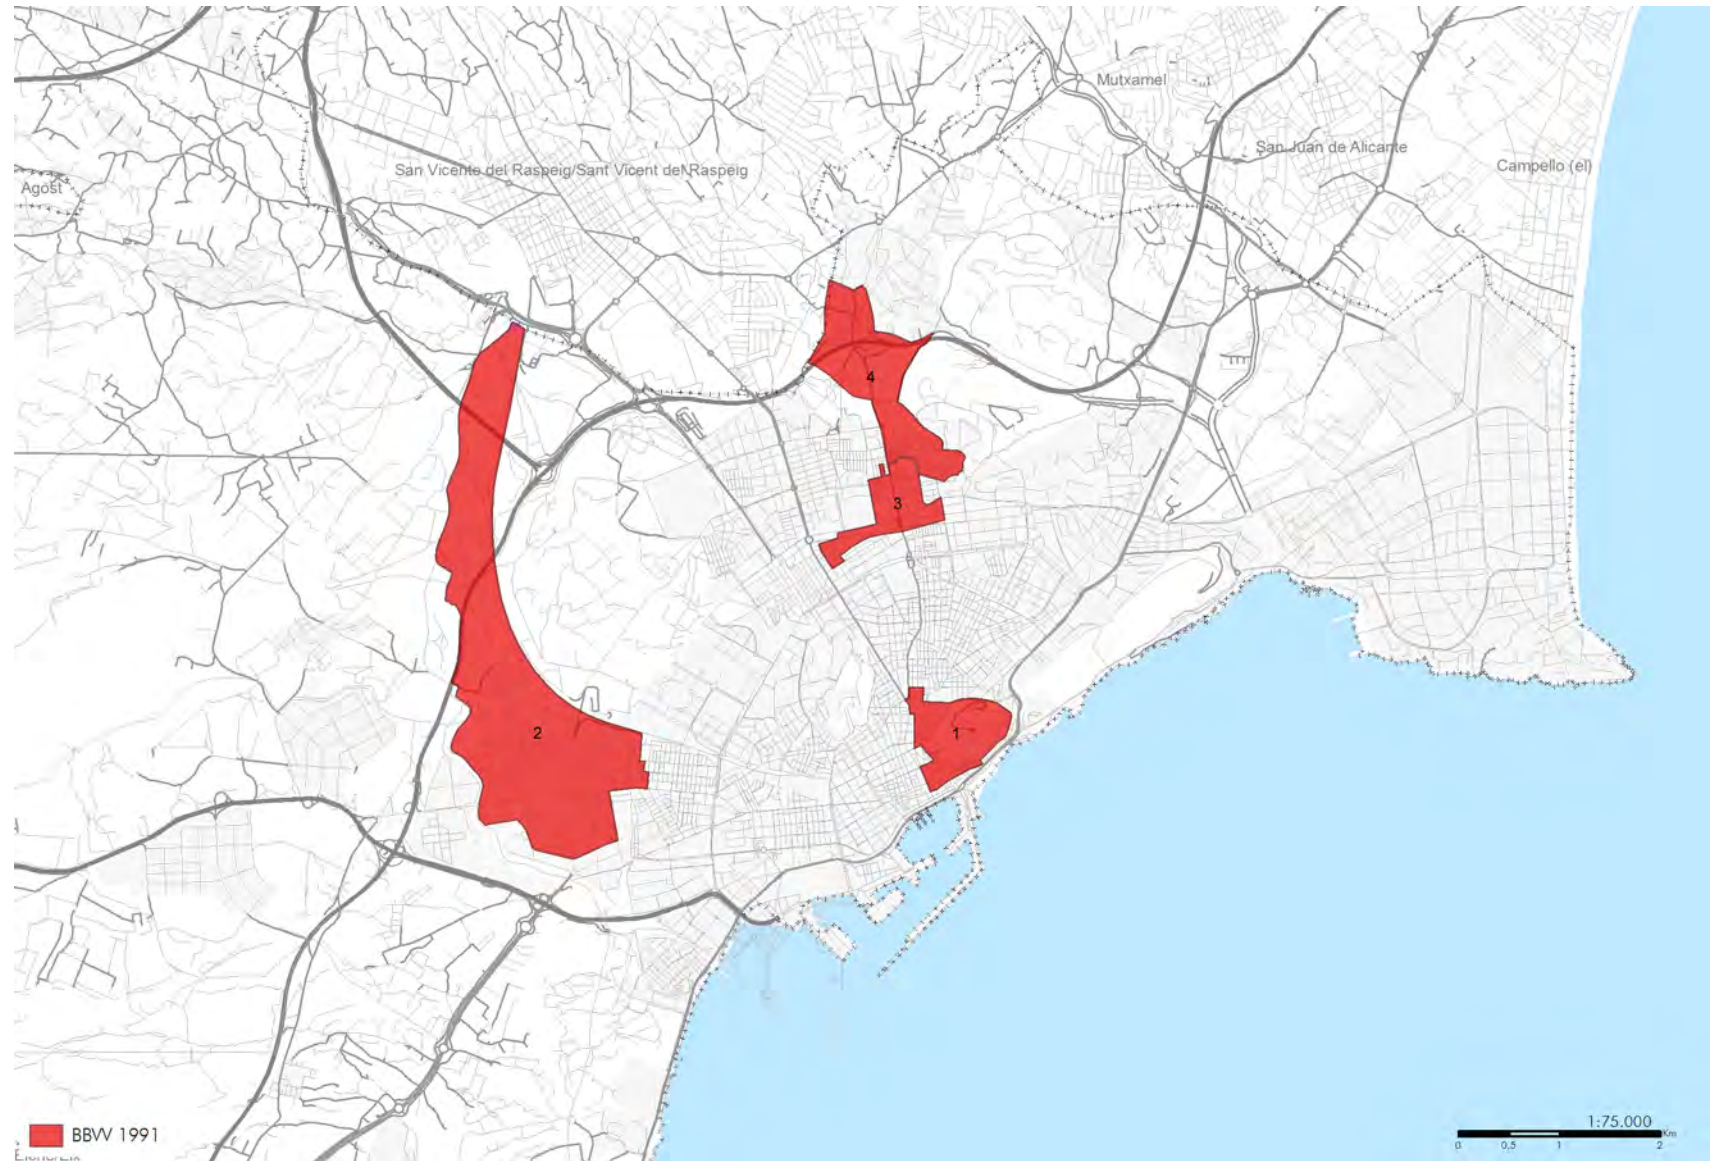 Mutxamel
San Juan de Alicante
San Vicente del Raspeig/Sant Vicent del Raspeig
Campello (el)
Agost
4
3
2
1
BBVV 1991
1:75.000
Km
0 0,5 1 2